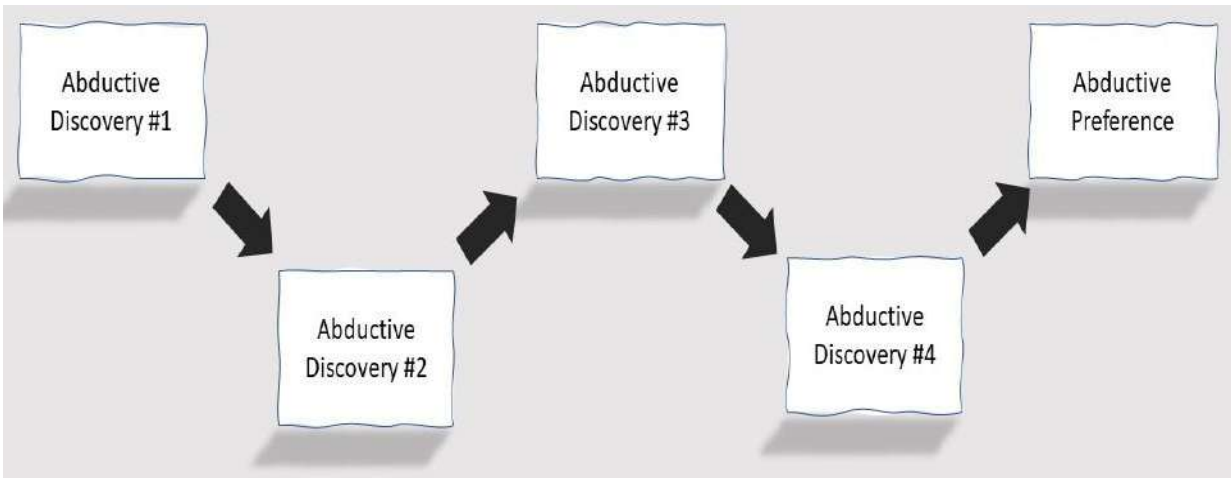 Abductive
Discovery #1
Abductive
Discovery #2
Abductive
Discovery #3
Abductive
Discovery #4
Abductive
Preference